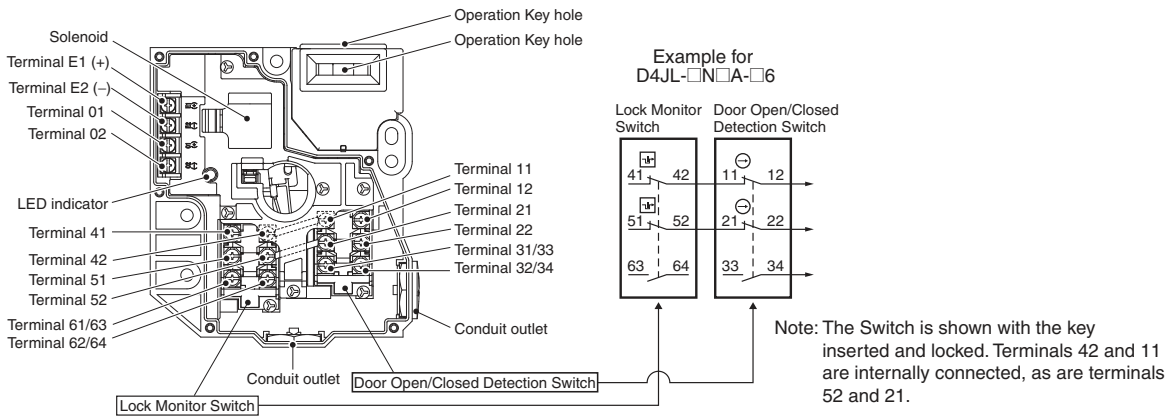 Operation Key hole
Operation Key hole
Solenoid
Terminal E1 (+)
Terminal E2 (−)
Terminal 01
Terminal 02
LED indicator
Terminal 41
Terminal 42
Terminal 51
Terminal 52
Terminal 61/63
Terminal 62/64
Terminal 11
Terminal 12
Terminal 21
Terminal 22
Terminal 31/33
Terminal 32/34
Conduit outlet
Conduit outlet
Door Open/Closed Detection Switch
Lock Monitor Switch
Example for
D4JL-□N□A-□6
Lock Monitor
Switch
Door Open/Closed
Detection Switch
41 42 11 12
51 52 21 22
63 64 33 34
Note: The Switch is shown with the key
inserted and locked. Terminals 42 and 11
are internally connected, as are terminals
52 and 21.